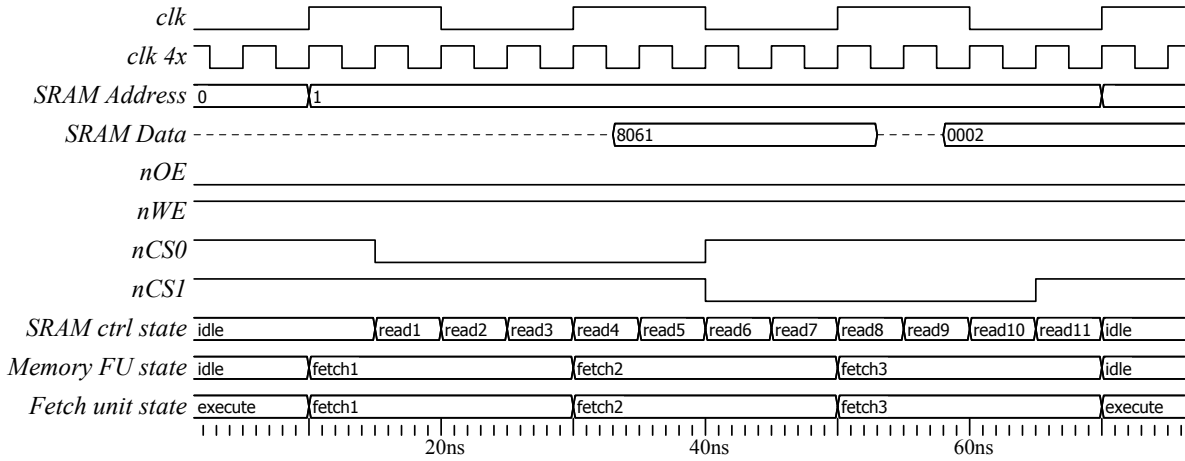 clk
clk 4x
SRAM Address 0 1
SRAM Data 8061 0002
nOE
nWE
nCS0
nCS1
SRAM ctrl state idle read1 read2 read3 read4 read5 read6 read7 read8 read9 read10 read11 idle
Memory FU state idle fetch1 fetch2 fetch3 idle
Fetch unit state execute fetch1 fetch2 fetch3 execute
20ns 40ns 60ns